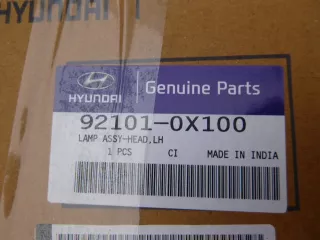 HYUNDAI
HYUNDAI
Genuine Parts
92101-0X100
LAMP ASSY-HEAD,LH
1 PCS CI MADE IN INDIA